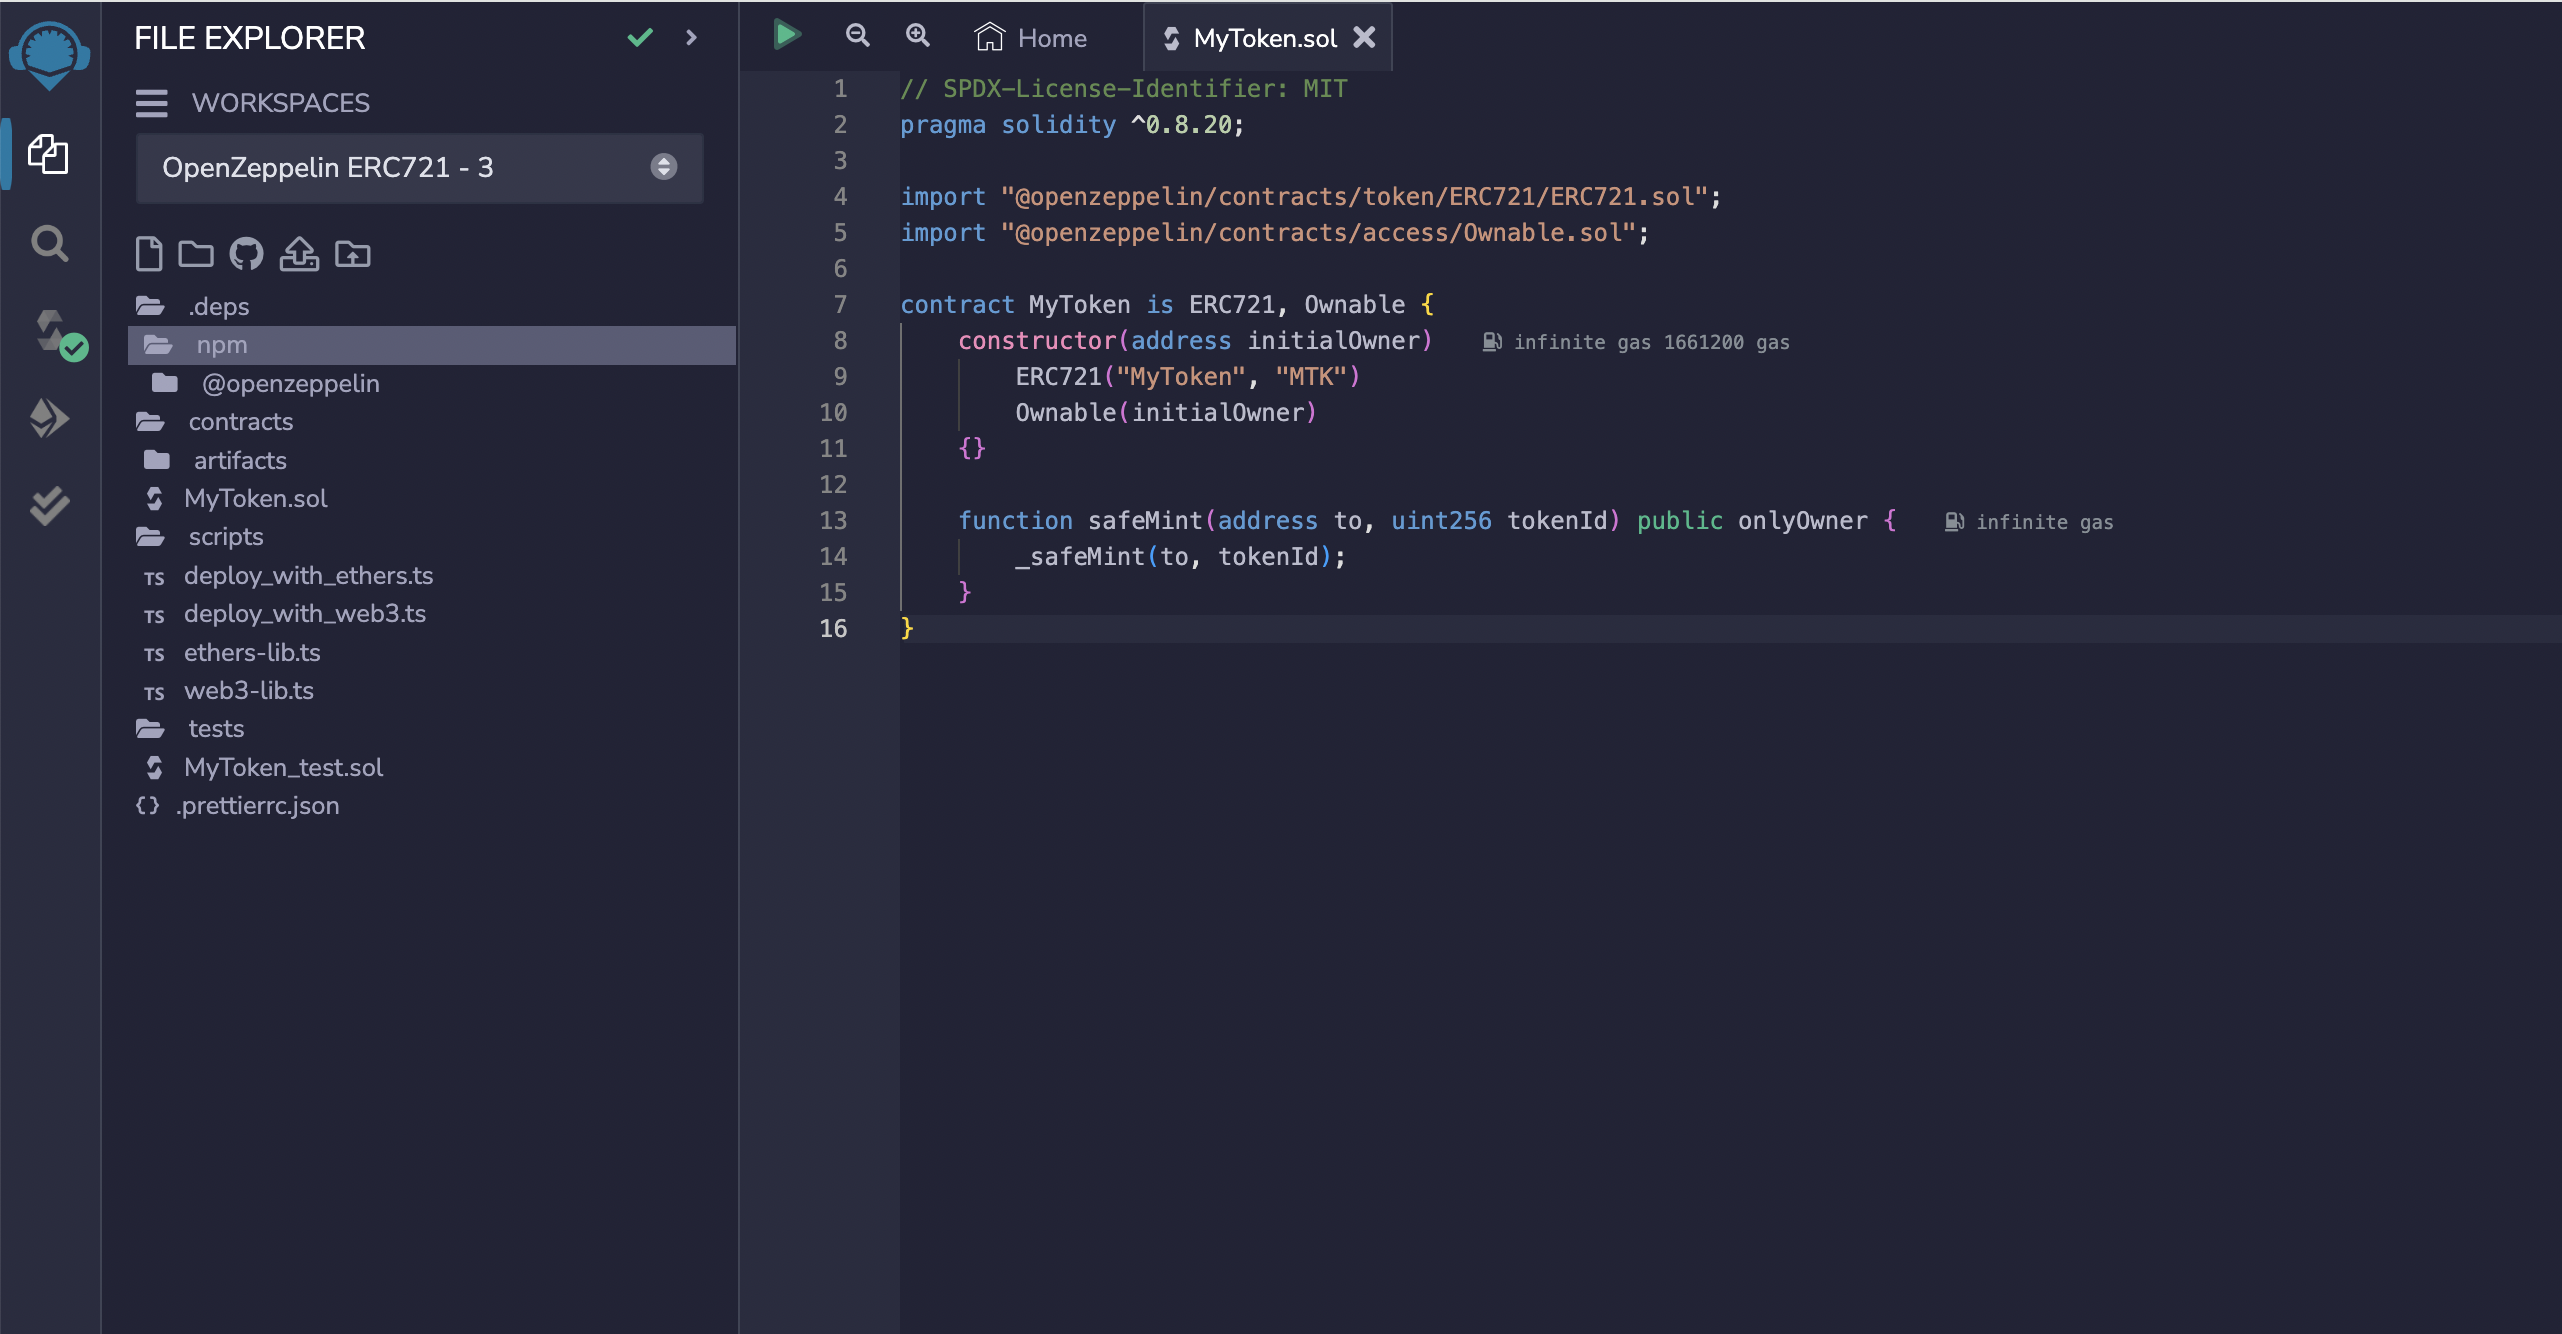 FILE EXPLORER
WORKSPACES
OpenZeppelin ERC721 - 3
.deps
npm
@openzeppelin
contracts
artifacts
MyToken.sol
scripts
TS deploy_with_ethers.ts
TS deploy_with_web3.ts
TS ethers-lib.ts
TS web3-lib.ts
tests
MyToken_test.sol
{} .prettierrc.json
Home
MyToken.sol
1 // SPDX-License-Identifier: MIT
2 pragma solidity ^0.8.20;
3
4 import "@openzeppelin/contracts/token/ERC721/ERC721.sol";
5 import "@openzeppelin/contracts/access/Ownable.sol";
6
7 contract MyToken is ERC721, Ownable {
8     constructor(address initialOwner) infinite gas 1661200 gas
9         ERC721("MyToken", "MTK")
10         Ownable(initialOwner)
11     {}
12
13     function safeMint(address to, uint256 tokenId) public onlyOwner { infinite gas
14         _safeMint(to, tokenId);
15     }
16 }